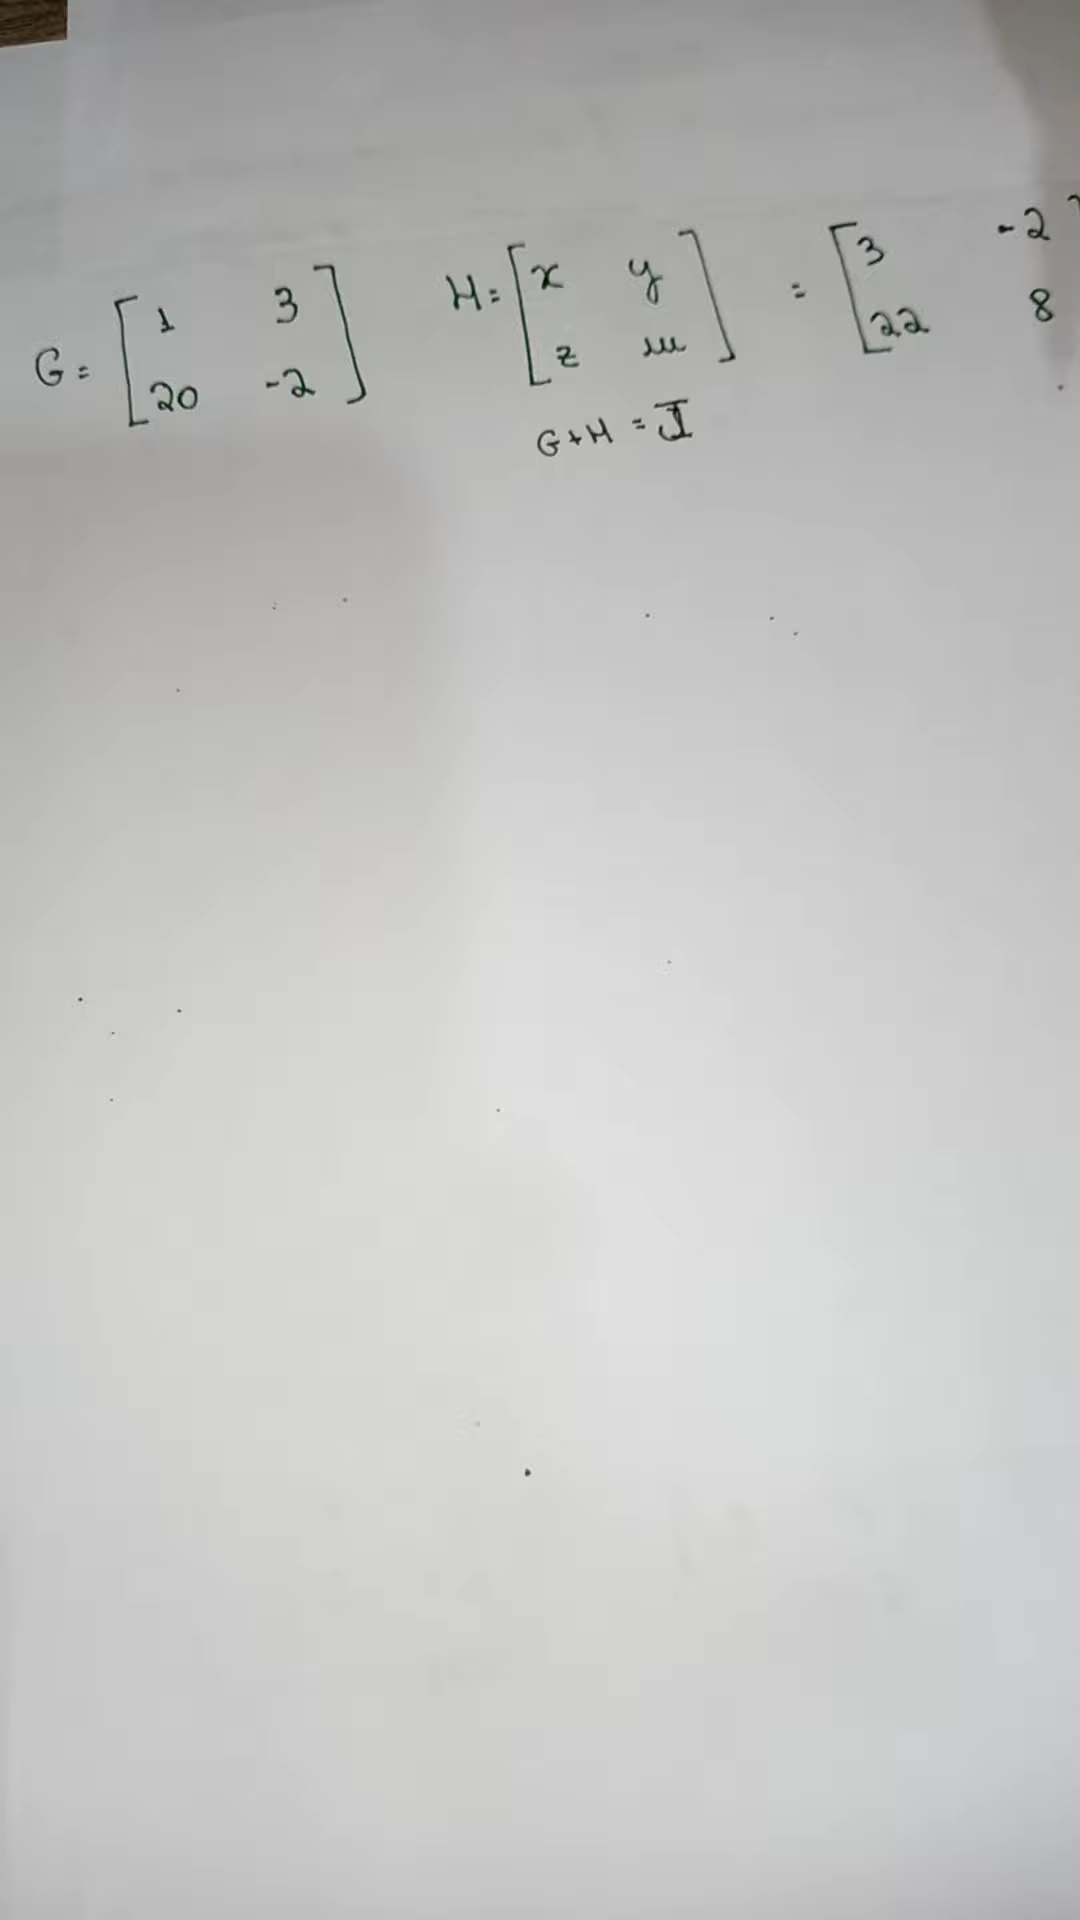 G = [ 1 3 ] H = [ x y ] = [ 3 -2 ]
[ 20 -2 ] [ z w ] [ 22 8
G+H = J